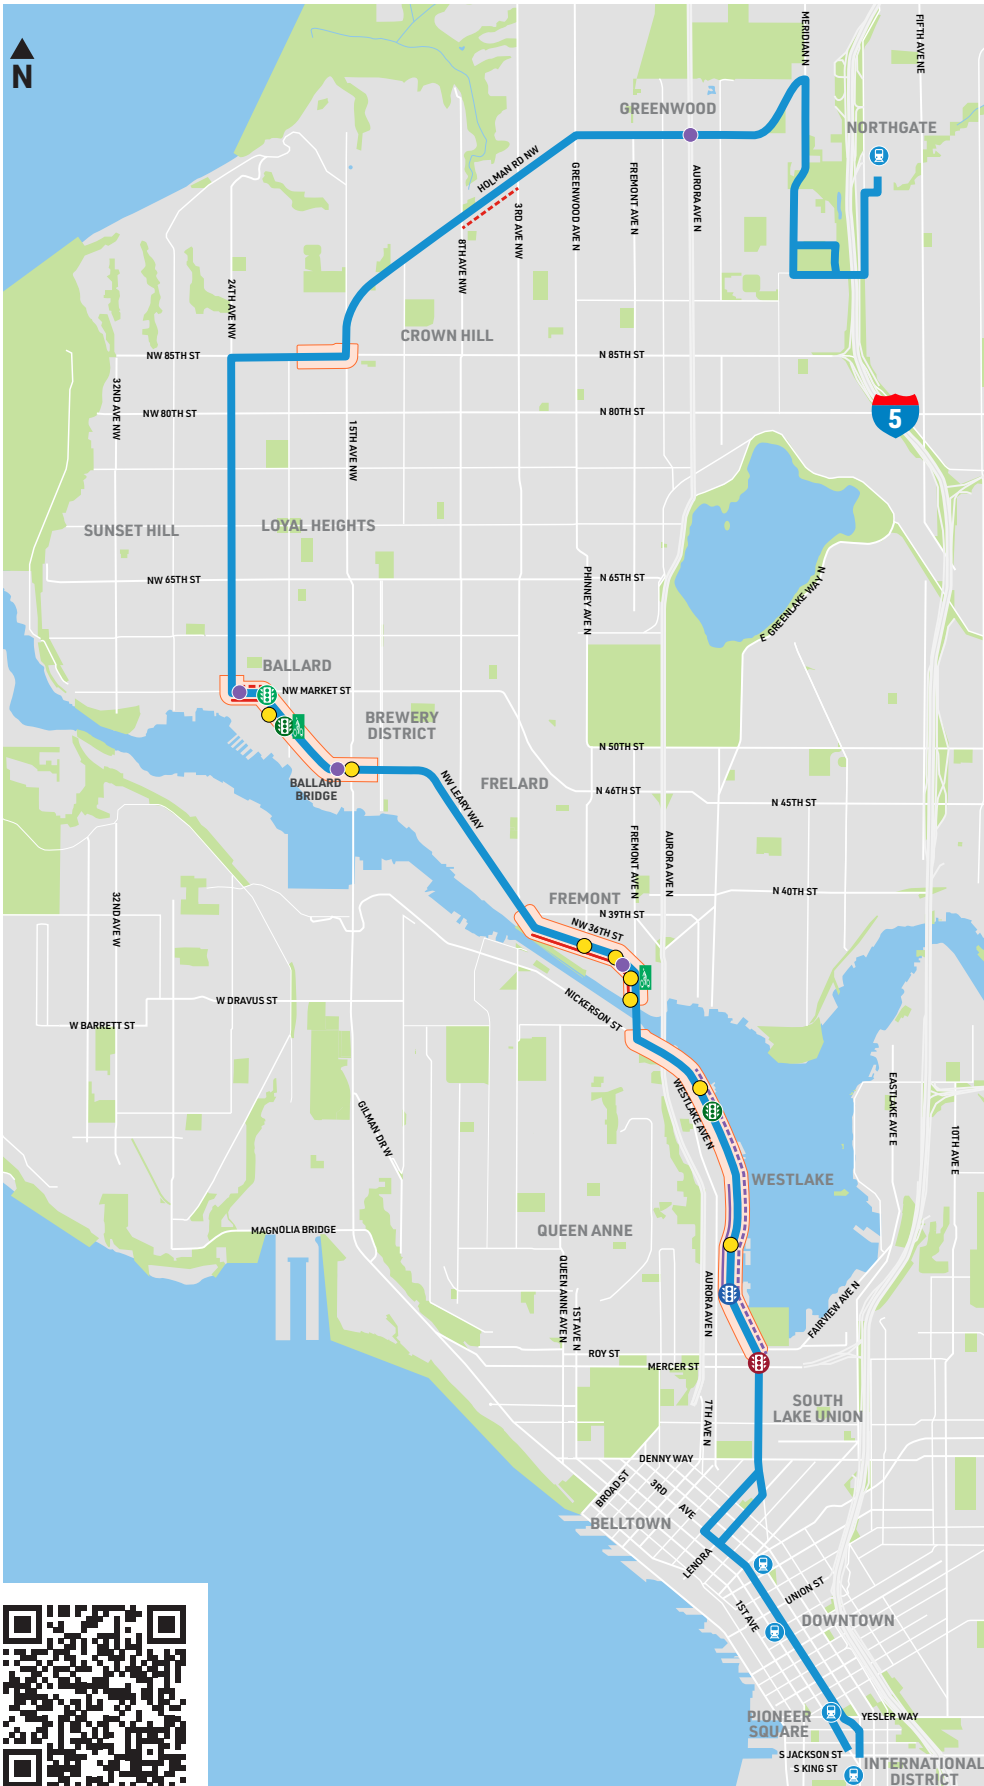 MERIDIAN N
FIFTH AVE NE
N
GREENWOOD
NORTHGATE
HOLMAN RD NW
GREENWOOD AVE N
FREMONT AVE N
AURORA AVE N
3RD AVE NW
8TH AVE NW
24TH AVE NW
CROWN HILL
NW 85TH ST
N 85TH ST
32ND AVE NW
NW 80TH ST
N 80TH ST
5
15TH AVE NW
SUNSET HILL
LOYAL HEIGHTS
NW 65TH ST
N 65TH ST
PHINNEY AVE N
E GREENLAKE WAY N
BALLARD
NW MARKET ST
BREWERY
DISTRICT
N 50TH ST
BALLARD
BRIDGE
NW LEARY WAY
FRELARD
N 46TH ST
N 45TH ST
FREMONT AVE N
AURORA AVE N
32ND AVE W
FREMONT
N 40TH ST
N 39TH ST
NW 36TH ST
W DRAVUS ST
W BARRETT ST
NICKERSON ST
GILMAN DR W
WESTLAKE AVE N
EASTLAKE AVE E
10TH AVE E
WESTLAKE
MAGNOLIA BRIDGE
QUEEN ANNE
QUEEN ANNE AVE N
1ST AVE N
AURORA AVE N
FAIRVIEW AVE N
ROY ST
MERCER ST
SOUTH
LAKE UNION
7TH AVE N
DENNY WAY
BROAD ST
3RD AVE
BELLTOWN
LENORA
UNION ST
1ST AVE
DOWNTOWN
PIONEER
SQUARE
YESLER WAY
S JACKSON ST
S KING ST
INTERNATIONAL
DISTRICT